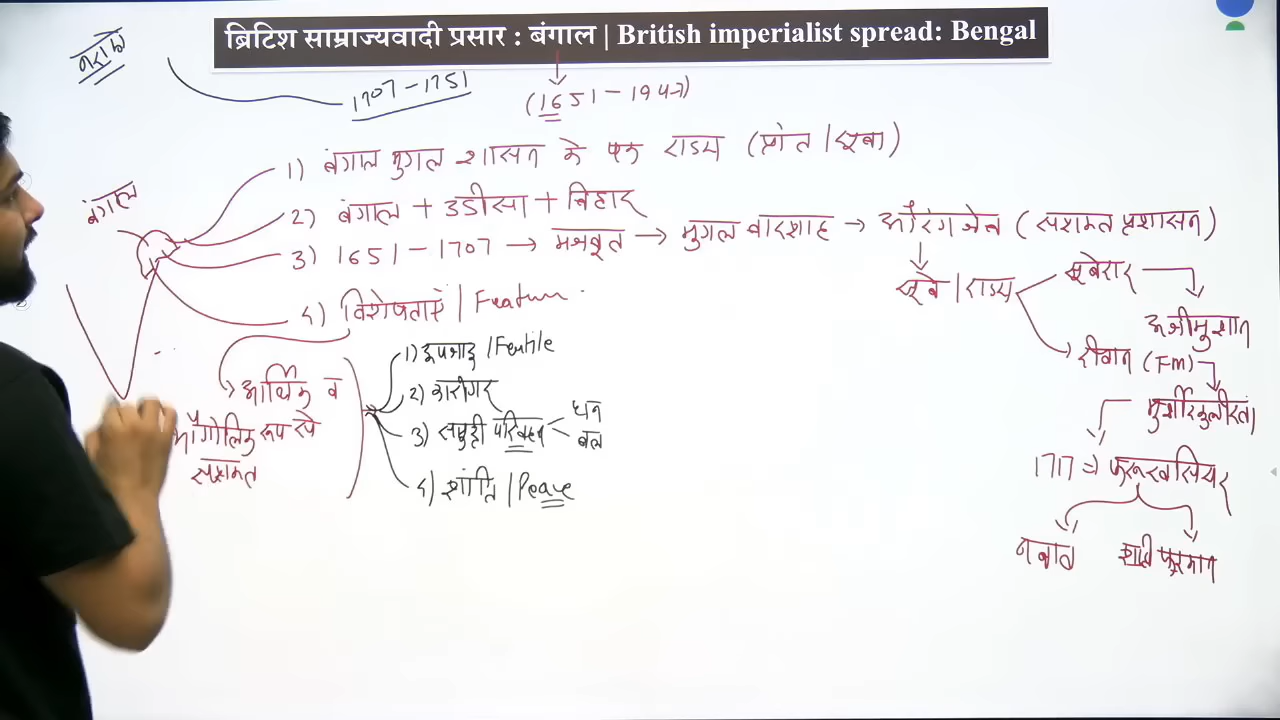 ब्रिटिश साम्राज्यवादी प्रसार : बंगाल | British imperialist spread: Bengal
1707 - 1751
(1651 - 1947)
बंगाल
1) बंगाल मुगल शासन के एक राज्य (प्रांत / सूबा)
2) बंगाल + उडीसा + बिहार
3) 1651 - 1707 → मजबूत → मुगल बादशाह → औरंगजेब (सशक्त प्रशासन)
सूबे / राज्य
सूबेदार
अजीमुशान
दीवान (Fm)
मुर्शीदकुलीखां
1717 ⇒ फरूखसियर
नबाव
शाही फरमान
4) विशेषताएँ / Feature
आर्थिक व
भौगोलिक रूप से
सशक्त
1) उपजाऊ / Fertile
2) कारीगर
3) समुद्री परिवहन
धन
बल
4) शांति / Peace